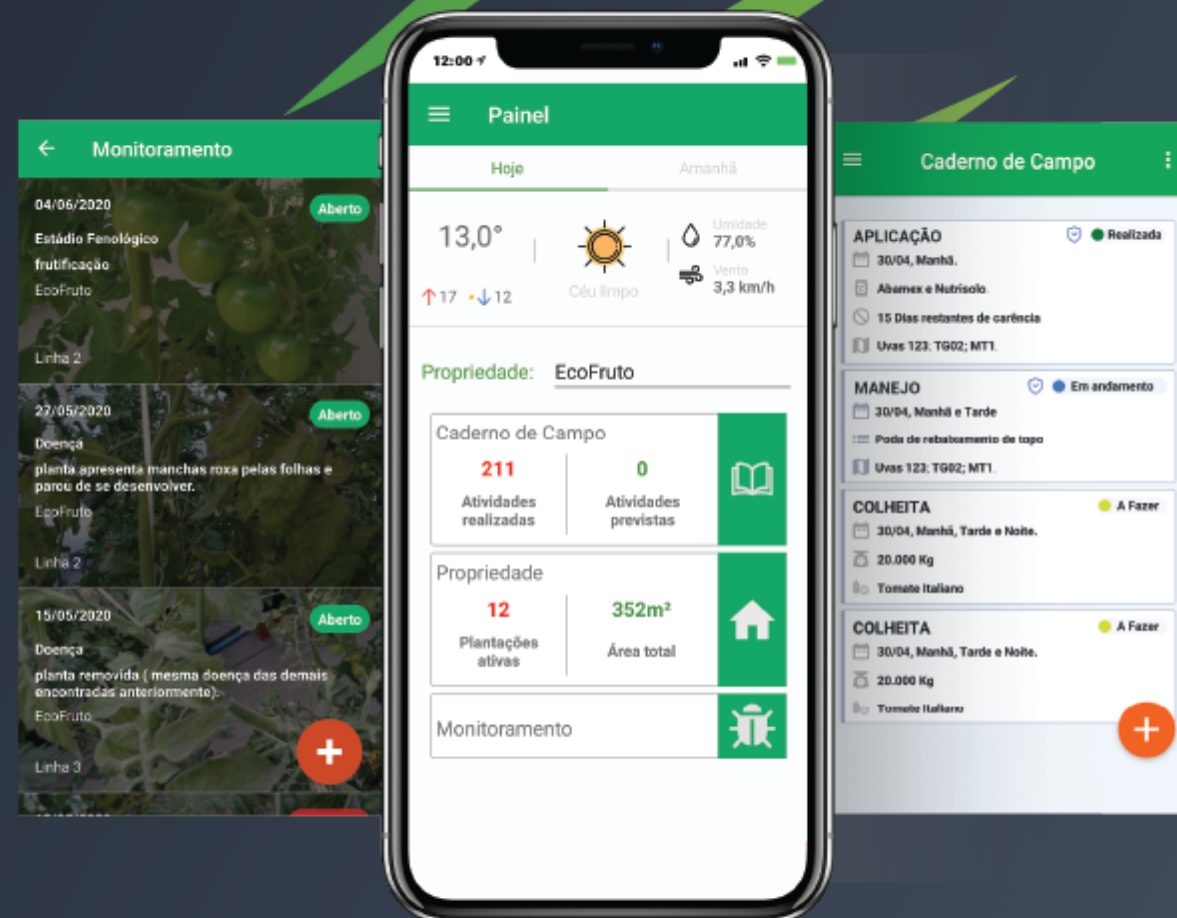 Monitoramento
04/06/2020
Aberto
Estádio Fenológico
frutificação
EcoFruto
Linha 2
27/05/2020
Aberto
Doença
planta apresenta manchas roxa pelas folhas e
parou de se desenvolver.
EcoFruto
Linha 2
15/05/2020
Aberto
Doença
planta removida ( mesma doença das demais
encontradas anteriormente).
EcoFruto
Linha 3
12:00
Painel
Hoje
Amanhã
13,0°
17
12
Céu limpo
Umidade
77,0%
Vento
3,3 km/h
Propriedade: EcoFruto
Caderno de Campo
211
Atividades
realizadas
0
Atividades
previstas
Propriedade
12
Plantações
ativas
352m²
Área total
Monitoramento
Caderno de Campo
APLICAÇÃO
Realizada
30/04, Manhã.
Abamex e Nutrisolo.
15 Dias restantes de carência
Uvas 123; TG02; MT1.
MANEJO
Em andamento
30/04, Manhã e Tarde
Poda de rebaixamento de topo
Uvas 123; TG02; MT1.
COLHEITA
A Fazer
30/04, Manhã, Tarde e Noite.
20.000 Kg
Tomate Italiano
COLHEITA
A Fazer
30/04, Manhã, Tarde e Noite.
20.000 Kg
Tomate Italiano